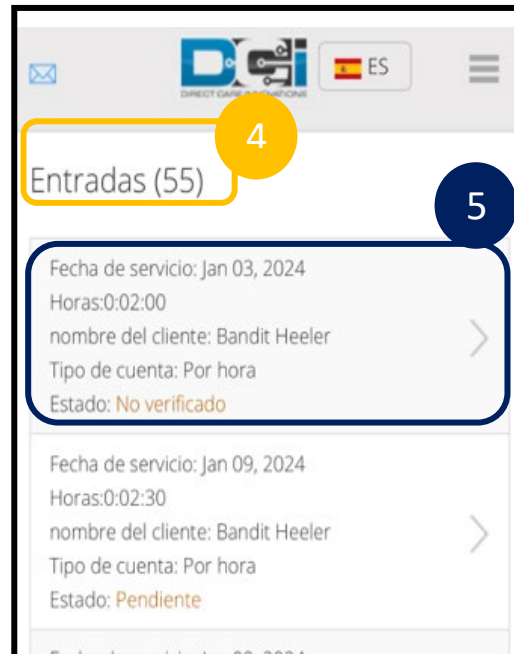 DCi
DIRECT CARE INNOVATIONS
ES
4
Entradas (55)
5
Fecha de servicio: Jan 03, 2024
Horas:0:02:00
nombre del cliente: Bandit Heeler
Tipo de cuenta: Por hora
Estado: No verificado
Fecha de servicio: Jan 09, 2024
Horas:0:02:30
nombre del cliente: Bandit Heeler
Tipo de cuenta: Por hora
Estado: Pendiente